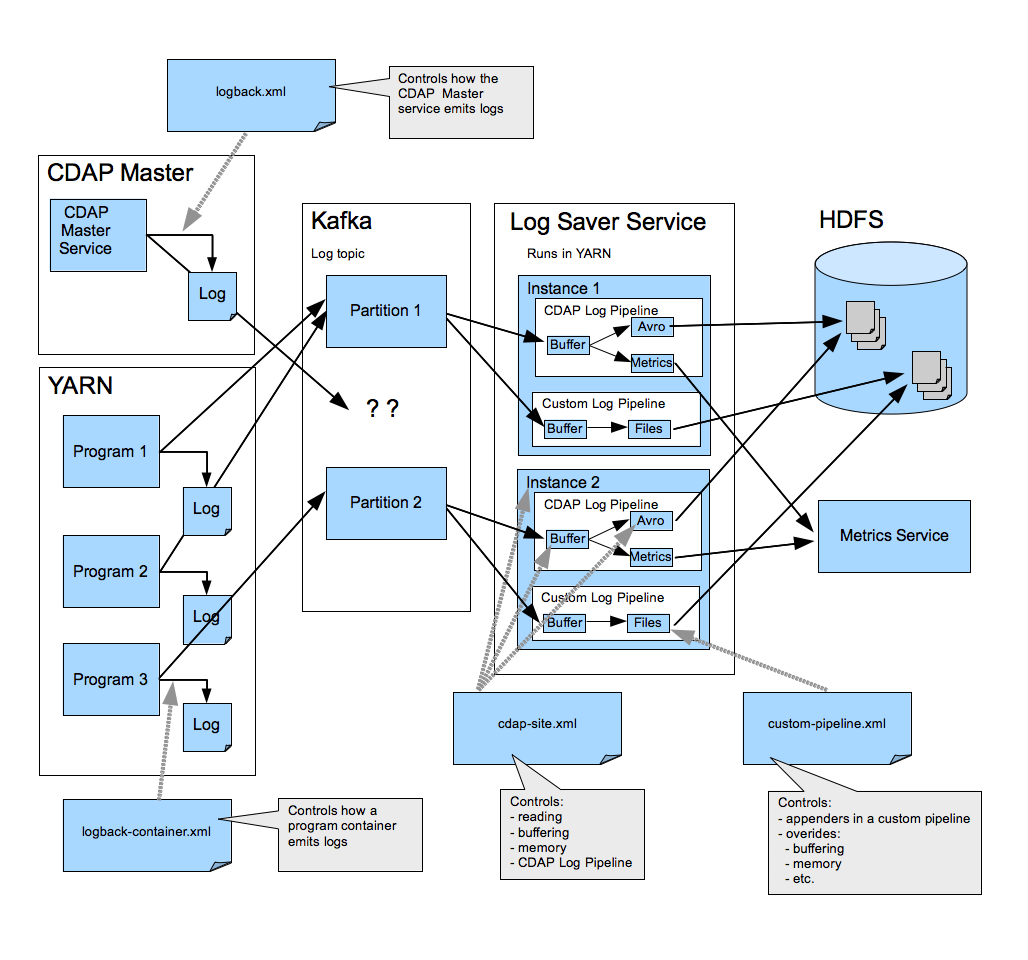 logback.xml
Controls how the
CDAP  Master
service emits logs
CDAP Master
CDAP
Master
Service
Log
YARN
Program 1
Log
Program 2
Log
Program 3
Log
Kafka
Log topic
Partition 1
? ?
Partition 2
Log Saver Service
Runs in YARN
Instance 1
CDAP Log Pipeline
Buffer
Avro
Metrics
Custom Log Pipeline
Buffer
Files
Instance 2
CDAP Log Pipeline
Buffer
Avro
Metrics
Custom Log Pipeline
Buffer
Files
HDFS
Metrics Service
logback-container.xml
Controls how a
program container
emits logs
cdap-site.xml
Controls:
- reading
- buffering
- memory
- CDAP Log Pipeline
custom-pipeline.xml
Controls:
- appenders in a custom pipeline
- overides:
- buffering
- memory
- etc.